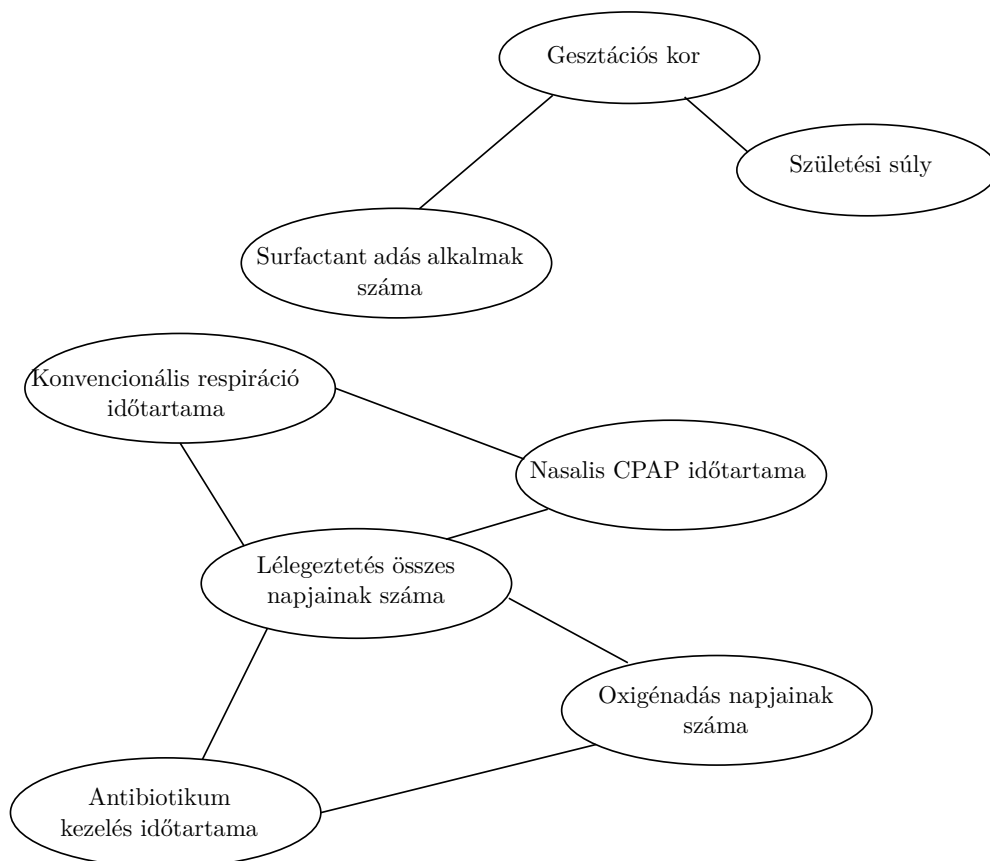 Gesztációs kor
Születési súly
Surfactant adás alkalmak
száma
Konvencionális respiráció
időtartama
Nasalis CPAP időtartama
Lélegeztetés összes
napjainak száma
Oxigénadás napjainak
száma
Antibiotikum
kezelés időtartama